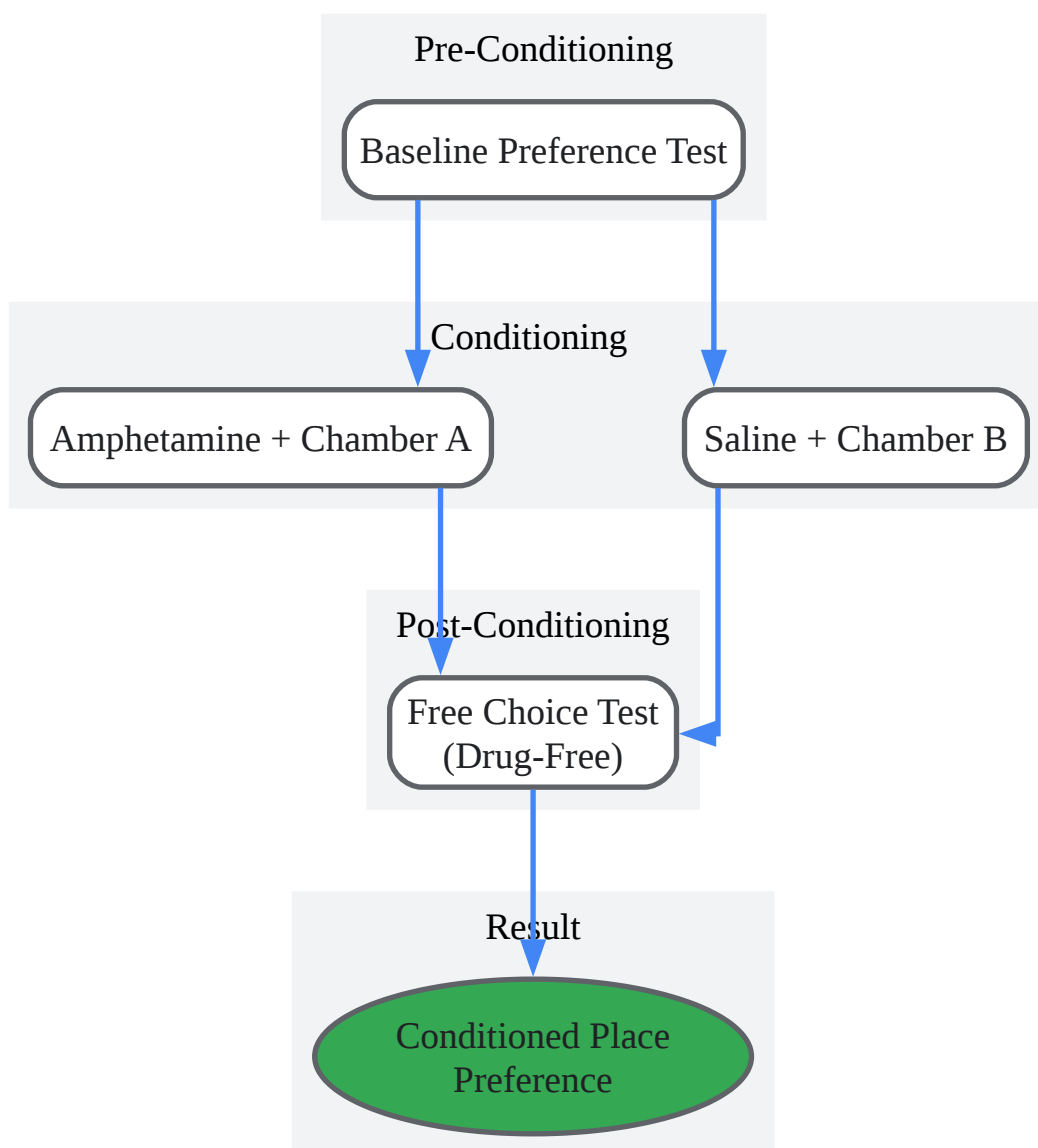 Pre-Conditioning
Baseline Preference Test
Conditioning
Amphetamine + Chamber A
Saline + Chamber B
Post-Conditioning
Free Choice Test
(Drug-Free)
Result
Conditioned Place
Preference